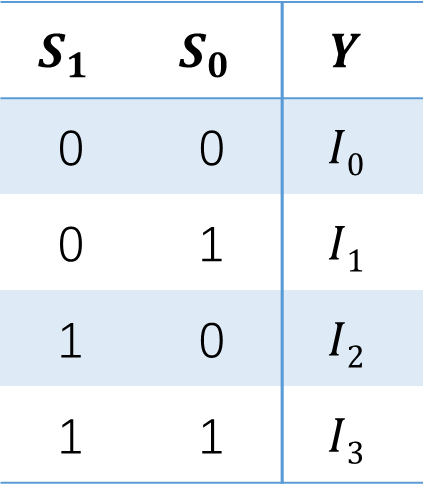 S₁ S₀ Y
0 0 I₀
0 1 I₁
1 0 I₂
1 1 I₃